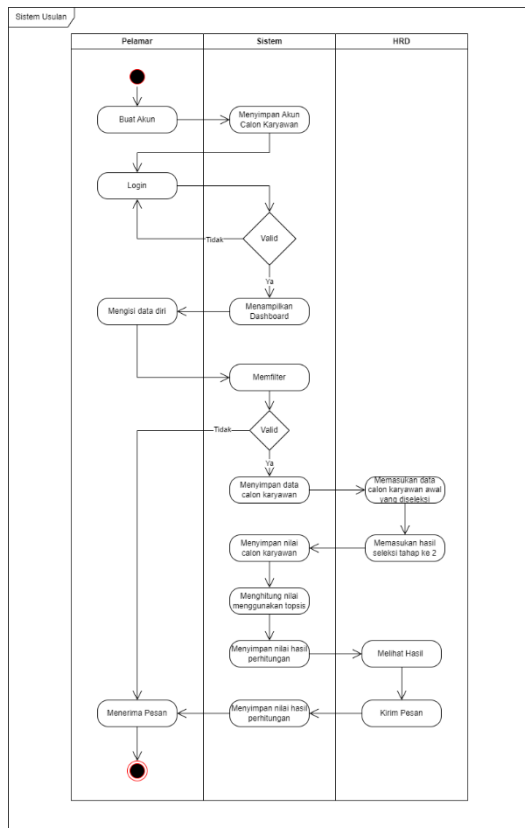 Sistem Usulan
Pelamar
Sistem
HRD
Buat Akun
Menyimpan Akun
Calon Karyawan
Login
Tidak
Valid
Ya
Mengisi data diri
Menampilkan
Dashboard
Memfilter
Tidak
Valid
Ya
Menyimpan data
calon karyawan
Memasukan data
calon karyawan awal
yang diseleksi
Menyimpan nilai
calon karyawan
Memasukan hasil
seleksi tahap ke 2
Menghitung nilai
menggunakan topsis
Menyimpan nilai hasil
perhitungan
Melihat Hasil
Menerima Pesan
Menyimpan nilai hasil
perhitungan
Kirim Pesan